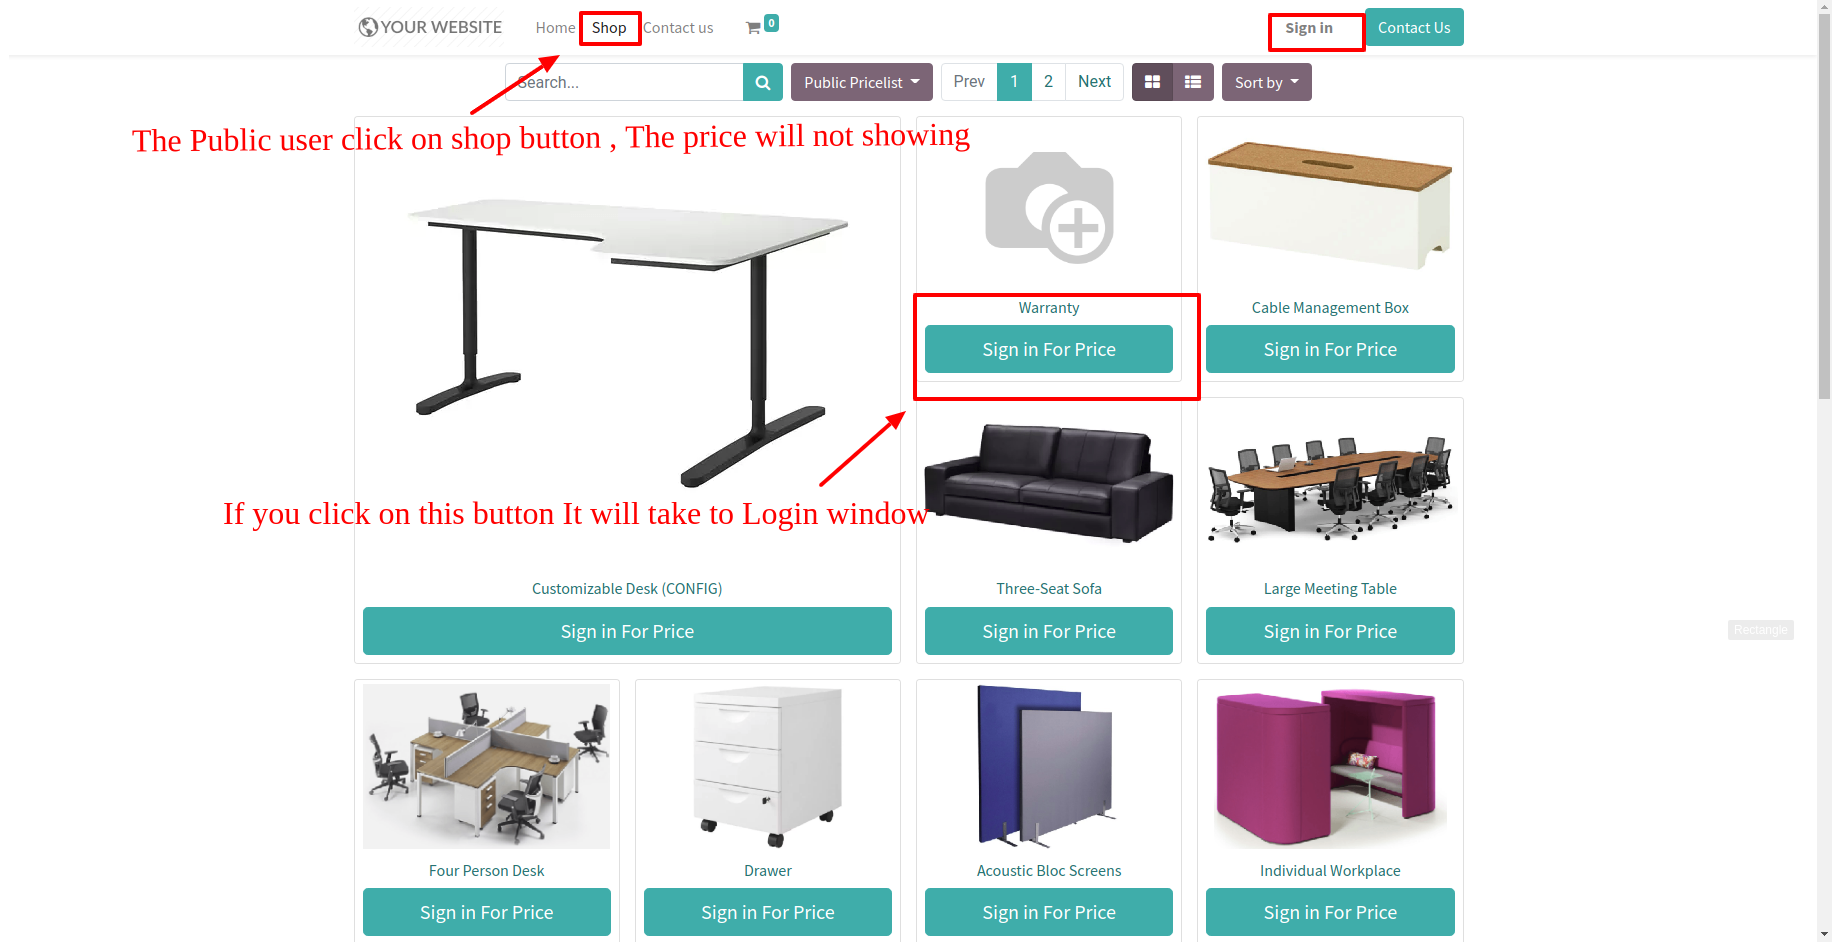 YOUR WEBSITE Home Shop Contact us 0 Sign in Contact Us
Search... Public Pricelist Prev 1 2 Next Sort by
The Public user click on shop button , The price will not showing
Warranty
Sign in For Price
Cable Management Box
Sign in For Price
If you click on this button It will take to Login window
Customizable Desk (CONFIG)
Sign in For Price
Three-Seat Sofa
Sign in For Price
Large Meeting Table
Sign in For Price
Rectangle
Four Person Desk
Sign in For Price
Drawer
Sign in For Price
Acoustic Bloc Screens
Sign in For Price
Individual Workplace
Sign in For Price